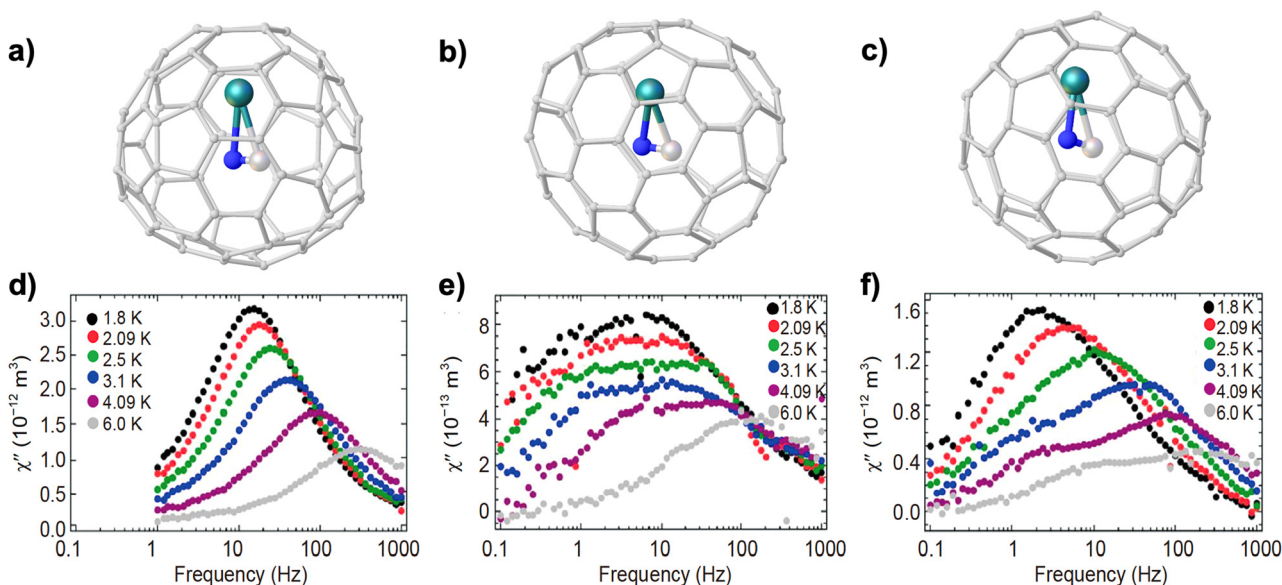 a)
b)
c)
d)
3.0
2.5
2.0
1.5
1.0
0.5
0.0
χ″ (10⁻¹² m³)
1.8 K
2.09 K
2.5 K
3.1 K
4.09 K
6.0 K
0.1 1 10 100 1000
Frequency (Hz)
e)
8
6
4
2
0
χ″ (10⁻¹³ m³)
1.8 K
2.09 K
2.5 K
3.1 K
4.09 K
6.0 K
0.1 1 10 100 1000
Frequency (Hz)
f)
1.6
1.2
0.8
0.4
0.0
χ″ (10⁻¹² m³)
1.8 K
2.09 K
2.5 K
3.1 K
4.09 K
6.0 K
0.1 1 10 100 1000
Frequency (Hz)